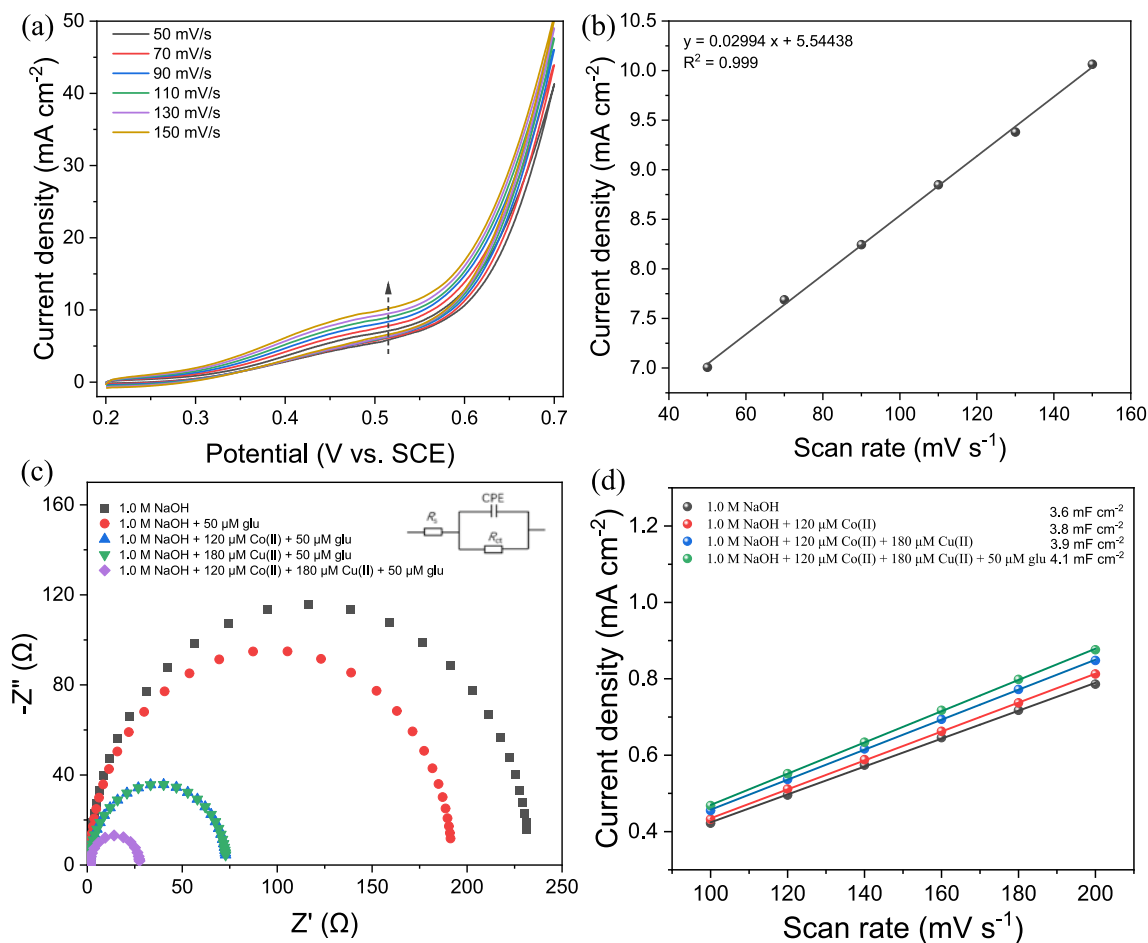 (a)
50 mV/s
70 mV/s
90 mV/s
110 mV/s
130 mV/s
150 mV/s
50
40
30
20
10
0
0.2 0.3 0.4 0.5 0.6 0.7
Current density (mA cm⁻²)
Potential (V vs. SCE)
(b)
y = 0.02994 x + 5.54438
R² = 0.999
10.0
9.5
9.0
8.5
8.0
7.5
7.0
40 60 80 100 120 140 160
Current density (mA cm⁻²)
Scan rate (mV s⁻¹)
(c)
1.0 M NaOH
1.0 M NaOH + 50 μM glu
1.0 M NaOH + 120 μM Co(II) + 50 μM glu
1.0 M NaOH + 180 μM Cu(II) + 50 μM glu
1.0 M NaOH + 120 μM Co(II) + 180 μM Cu(II) + 50 μM glu
CPE
Rs
Rct
160
120
80
40
0
0 50 100 150 200 250
-Z" (Ω)
Z' (Ω)
(d)
1.0 M NaOH
1.0 M NaOH + 120 μM Co(II)
1.0 M NaOH + 120 μM Co(II) + 180 μM Cu(II)
1.0 M NaOH + 120 μM Co(II) + 180 μM Cu(II) + 50 μM glu
3.6 mF cm⁻²
3.8 mF cm⁻²
3.9 mF cm⁻²
4.1 mF cm⁻²
1.2
1.0
0.8
0.6
0.4
100 120 140 160 180 200
Current density (mA cm⁻²)
Scan rate (mV s⁻¹)